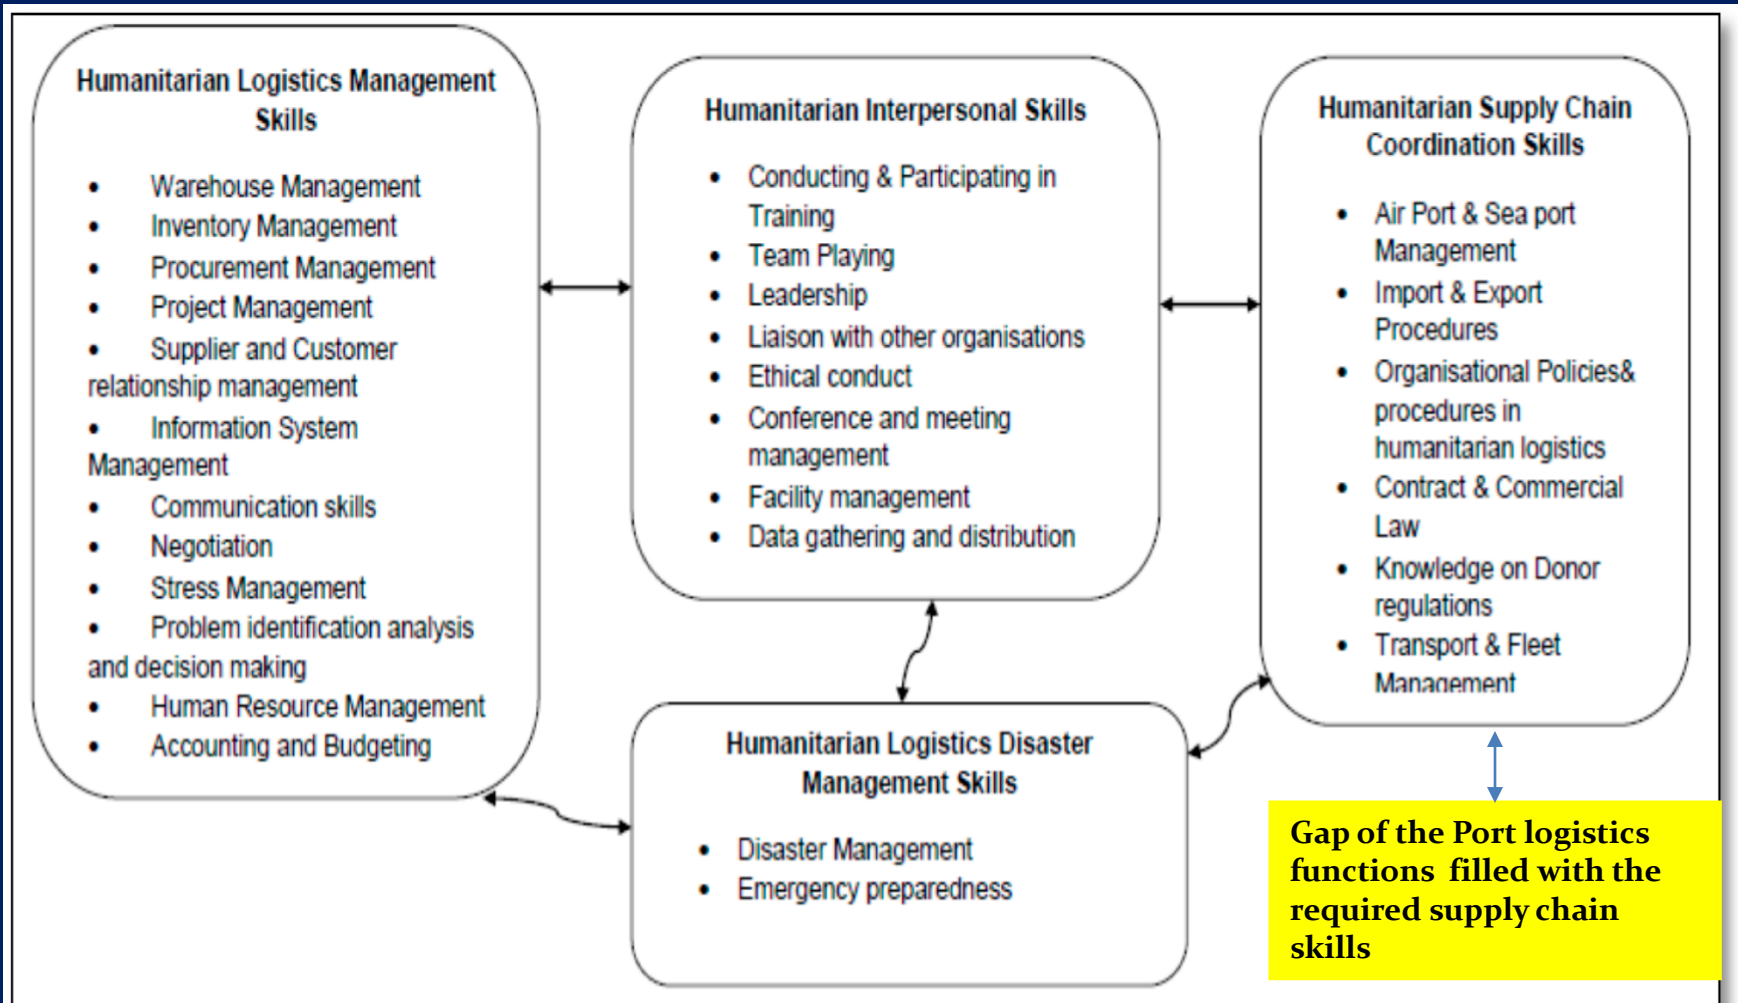 Humanitarian Logistics Management
Skills
• Warehouse Management
• Inventory Management
• Procurement Management
• Project Management
• Supplier and Customer
relationship management
• Information System
Management
• Communication skills
• Negotiation
• Stress Management
• Problem identification analysis
and decision making
• Human Resource Management
• Accounting and Budgeting
Humanitarian Interpersonal Skills
• Conducting & Participating in
Training
• Team Playing
• Leadership
• Liaison with other organisations
• Ethical conduct
• Conference and meeting
management
• Facility management
• Data gathering and distribution
Humanitarian Supply Chain
Coordination Skills
• Air Port & Sea port
Management
• Import & Export
Procedures
• Organisational Policies&
procedures in
humanitarian logistics
• Contract & Commercial
Law
• Knowledge on Donor
regulations
• Transport & Fleet
Management
Humanitarian Logistics Disaster
Management Skills
• Disaster Management
• Emergency preparedness
Gap of the Port logistics
functions filled with the
required supply chain
skills